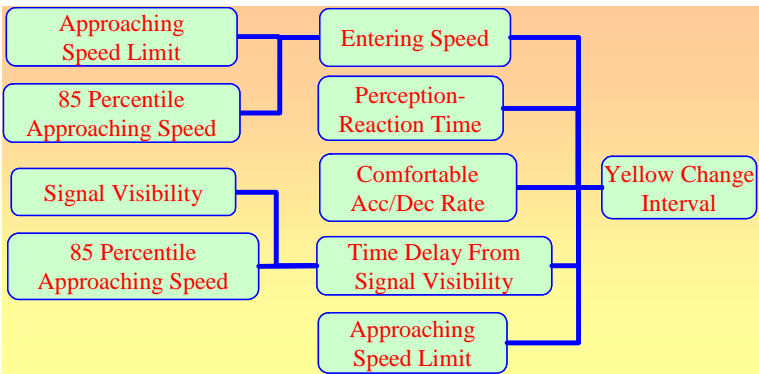 Approaching
Speed Limit
85 Percentile
Approaching Speed
Signal Visibility
85 Percentile
Approaching Speed
Entering Speed
Perception-
Reaction Time
Comfortable
Acc/Dec Rate
Time Delay From
Signal Visibility
Approaching
Speed Limit
Yellow Change
Interval